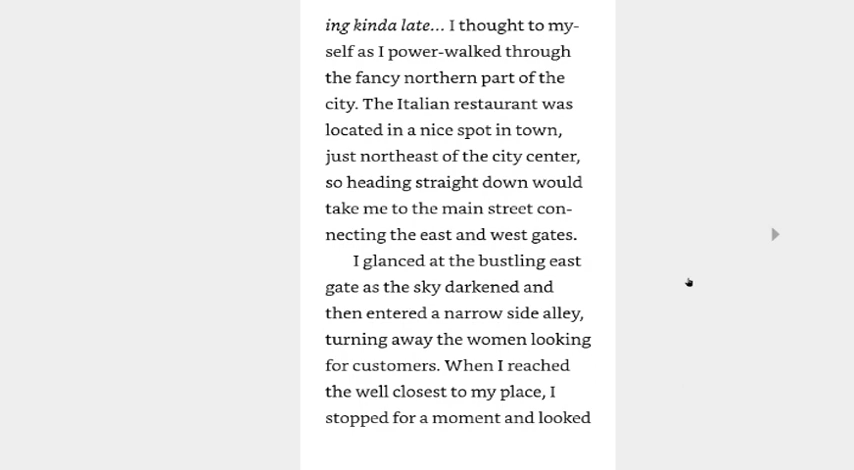 ing kinda late... I thought to my-
self as I power-walked through
the fancy northern part of the
city. The Italian restaurant was
located in a nice spot in town,
just northeast of the city center,
so heading straight down would
take me to the main street con-
necting the east and west gates.
I glanced at the bustling east
gate as the sky darkened and
then entered a narrow side alley,
turning away the women looking
for customers. When I reached
the well closest to my place, I
stopped for a moment and looked